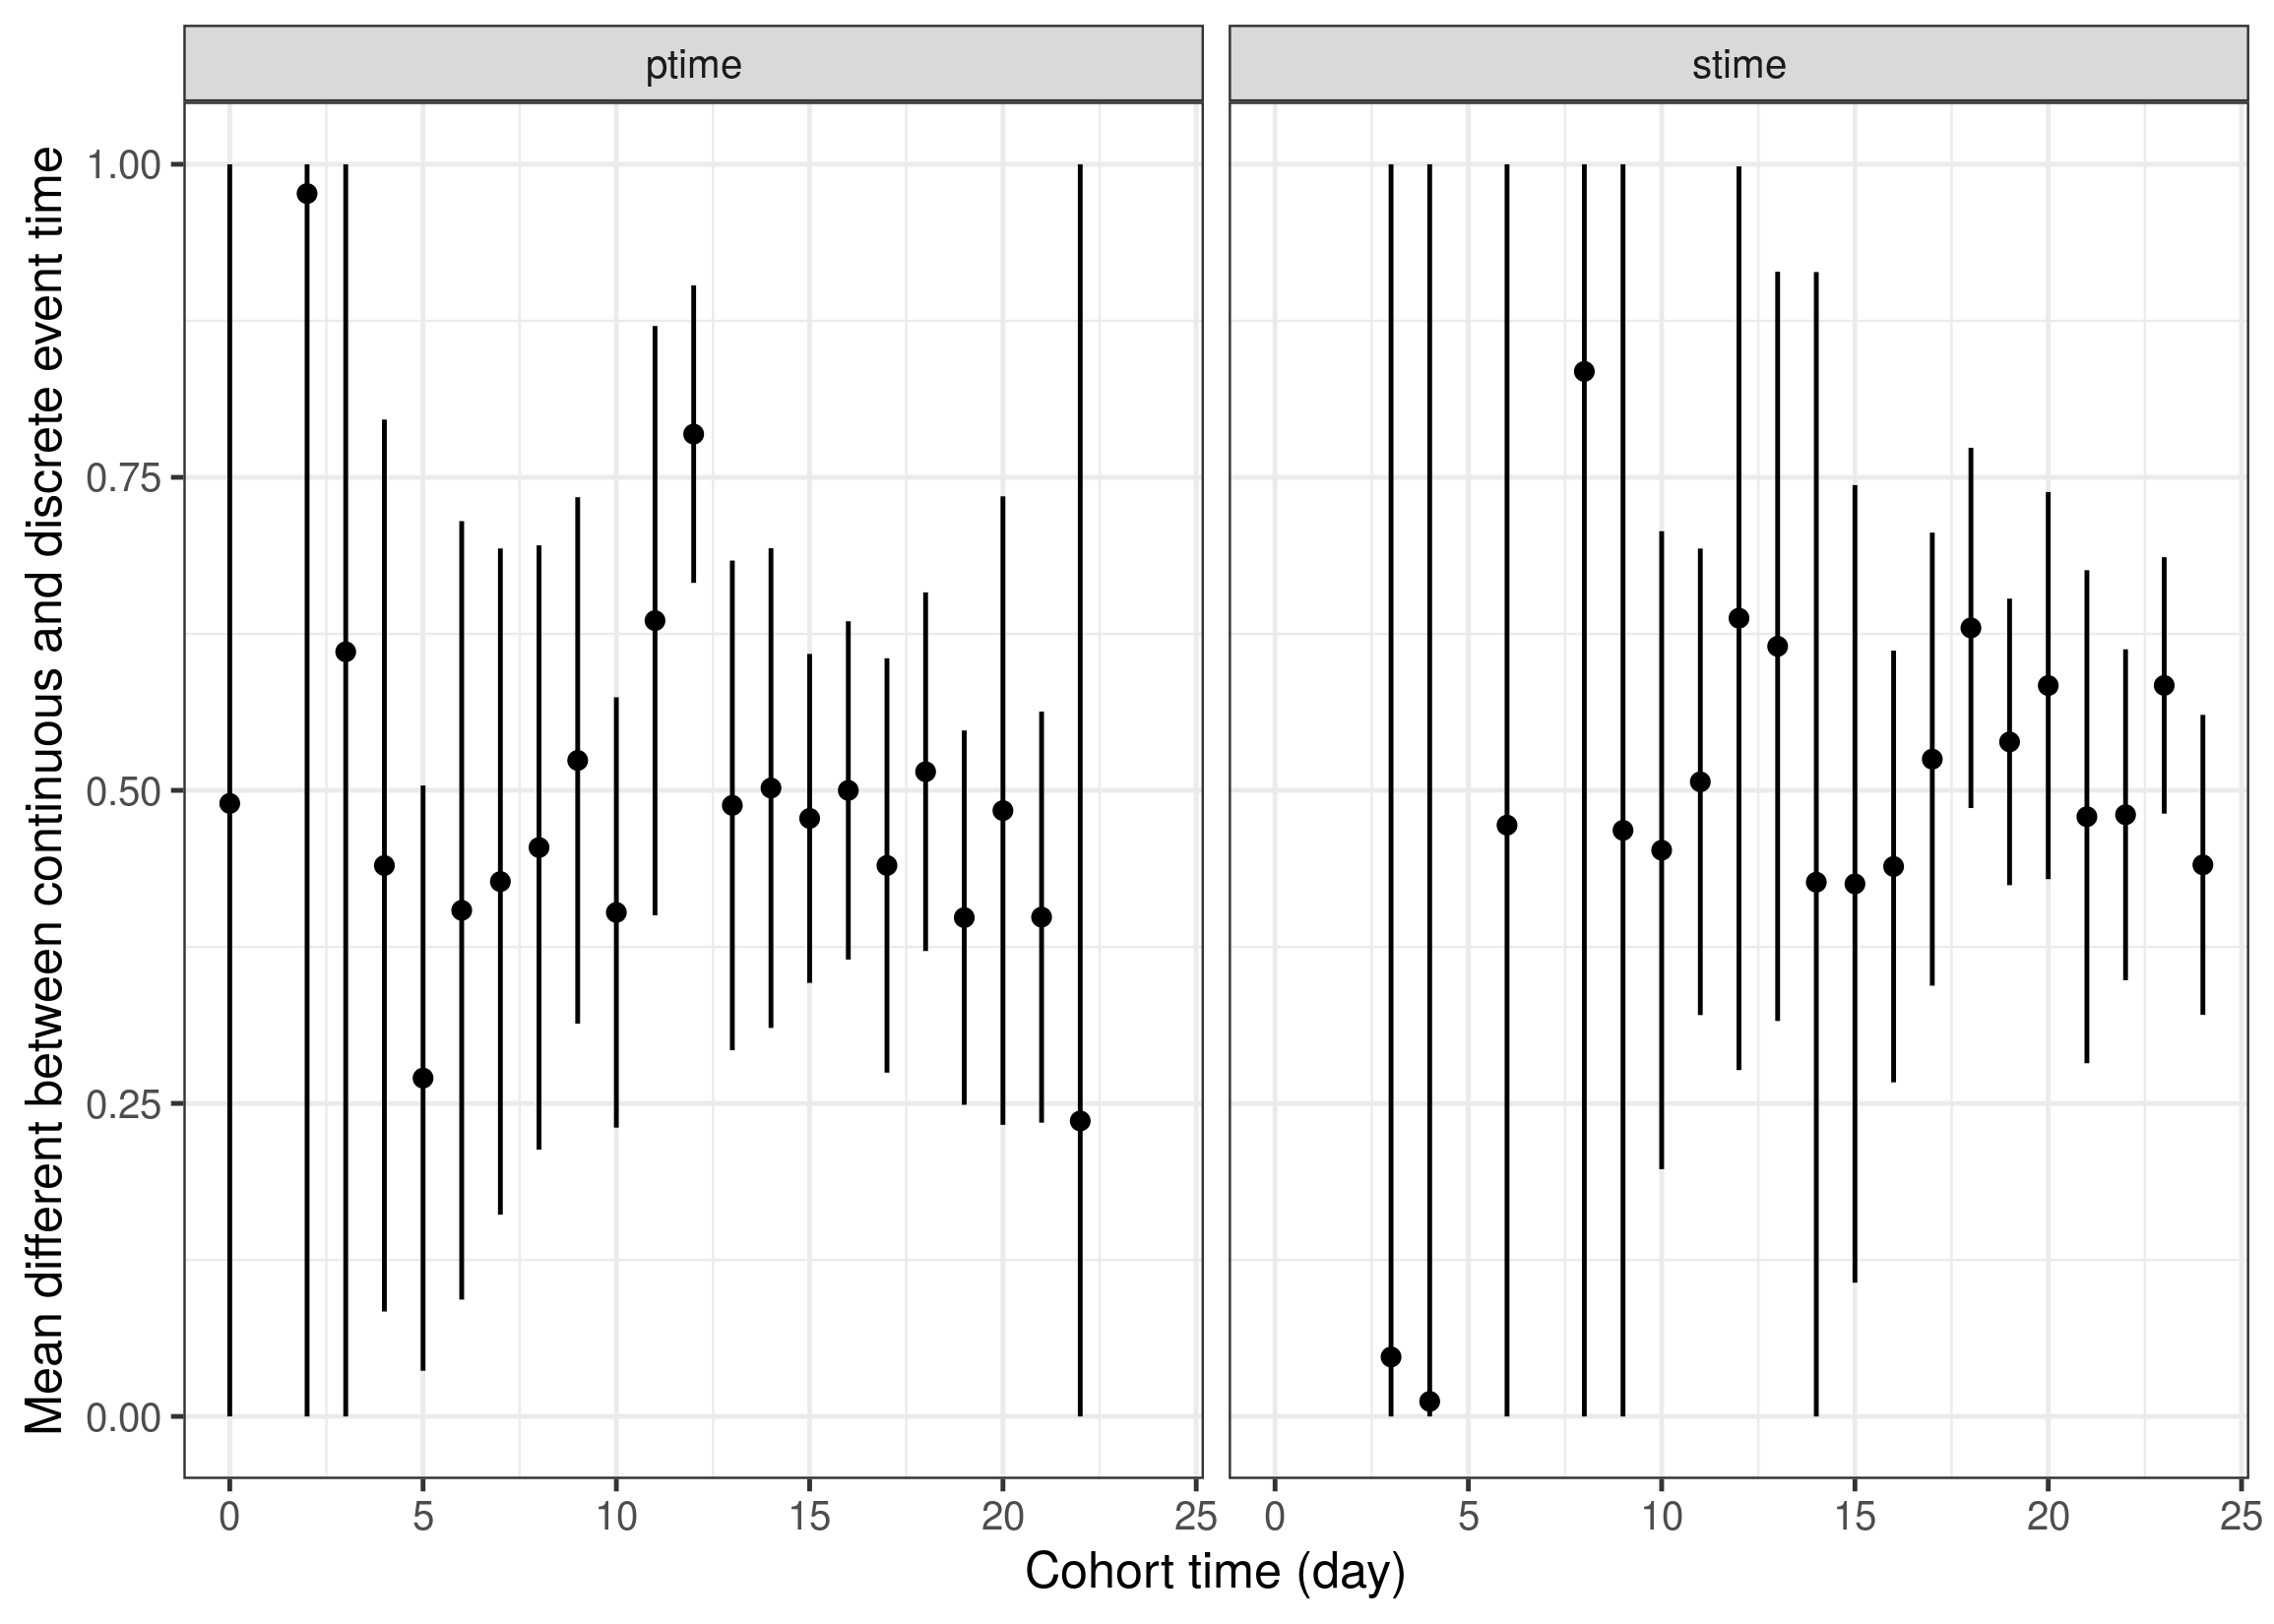 ptime
stime
Mean different between continuous and discrete event time
1.00
0.75
0.50
0.25
0.00
0 5 10 15 20 25
0 5 10 15 20 25
Cohort time (day)